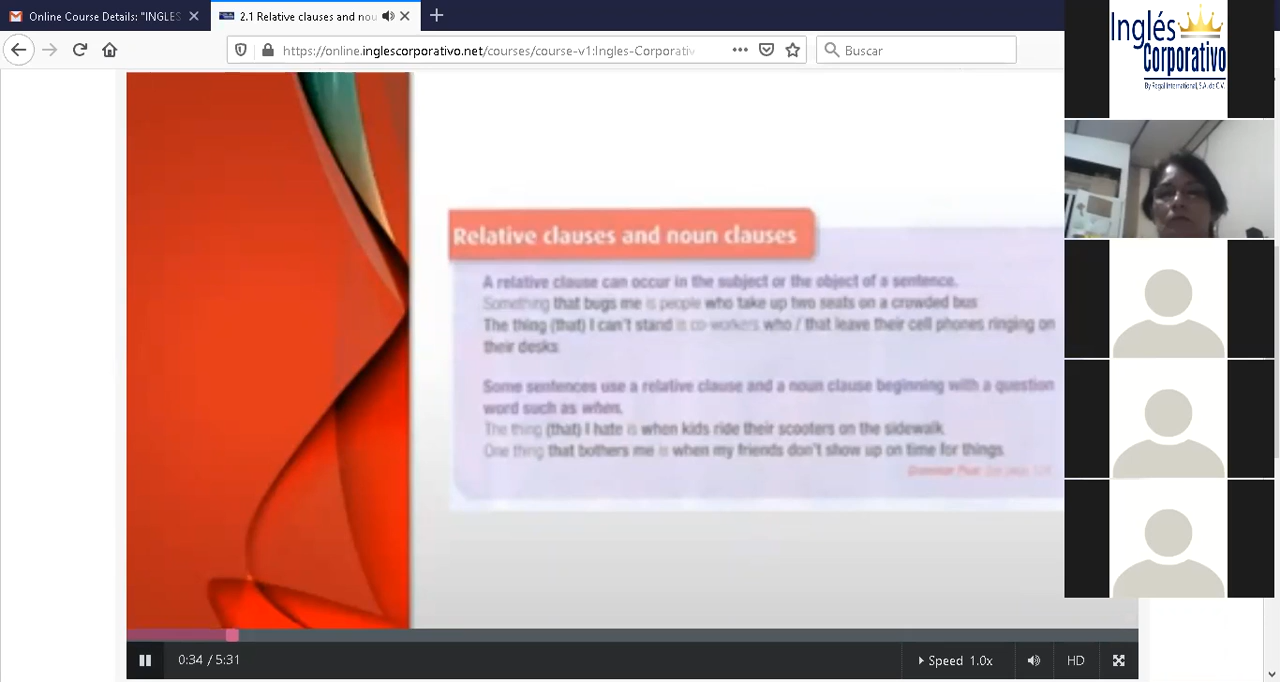 Online Course Details: "INGLES
2.1 Relative clauses and nou
https://online.inglescorporativo.net/courses/course-v1:Ingles-Corporativ
Buscar
Inglés
Corporativo
By Regal International, S.A. de C.V.
Relative clauses and noun clauses
A relative clause can occur in the subject or the object of a sentence.
Something that bugs me is people who take up two seats on a crowded bus
The thing (that) I can't stand is co-workers who / that leave their cell phones ringing on
their desks
Some sentences use a relative clause and a noun clause beginning with a question
word such as when.
The thing (that) I hate is when kids ride their scooters on the sidewalk
One thing that bothers me is when my friends don't show up on time for things
Grammar Plus:
0:34 / 5:31
Speed 1.0x
HD